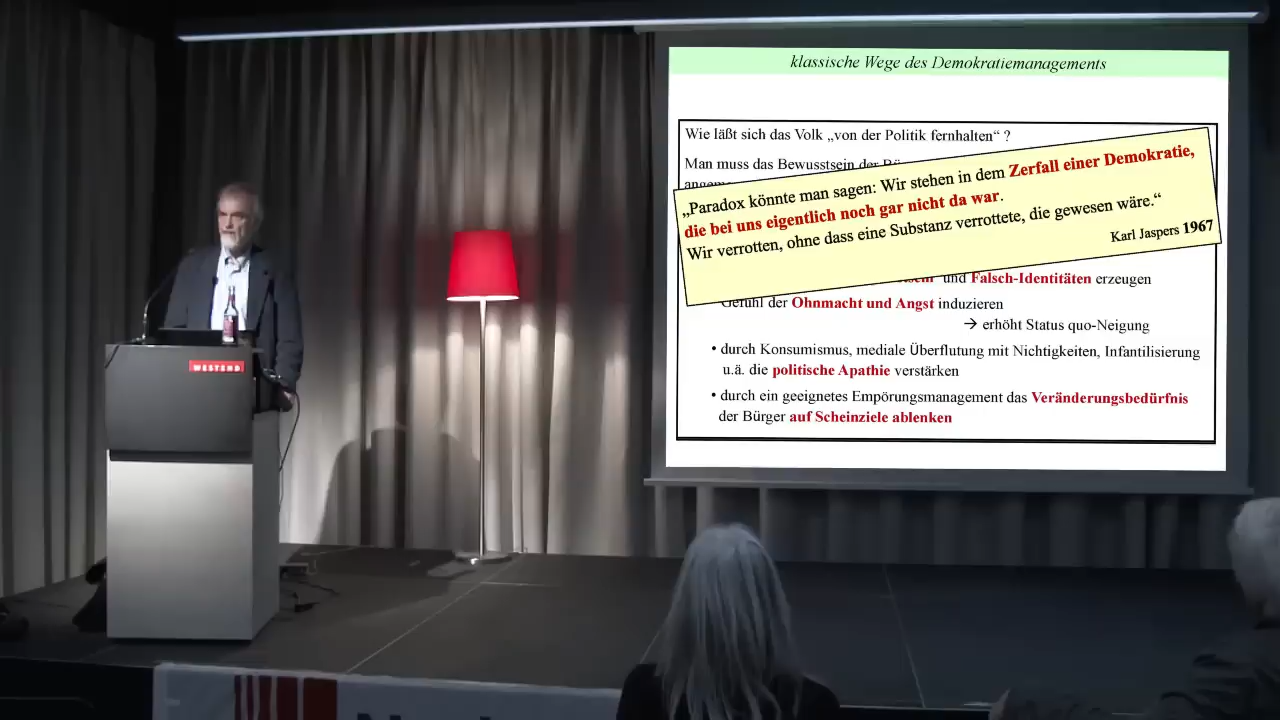 klassische Wege des Demokratiemanagements
Wie läßt sich das Volk „von der Politik fernhalten“ ?
Man muss das Bewusstsein der
„Paradox könnte man sagen: Wir stehen in dem Zerfall einer Demokratie,
die bei uns eigentlich noch gar nicht da war.
Wir verrotten, ohne dass eine Substanz verrottete, die gewesen wäre.“
Karl Jaspers 1967
und Falsch-Identitäten erzeugen
Gefühl der Ohnmacht und Angst induzieren
→ erhöht Status quo-Neigung
• durch Konsumismus, mediale Überflutung mit Nichtigkeiten, Infantilisierung
u.ä. die politische Apathie verstärken
• durch ein geeignetes Empörungsmanagement das Veränderungsbedürfnis
der Bürger auf Scheinziele ablenken
WESTEND